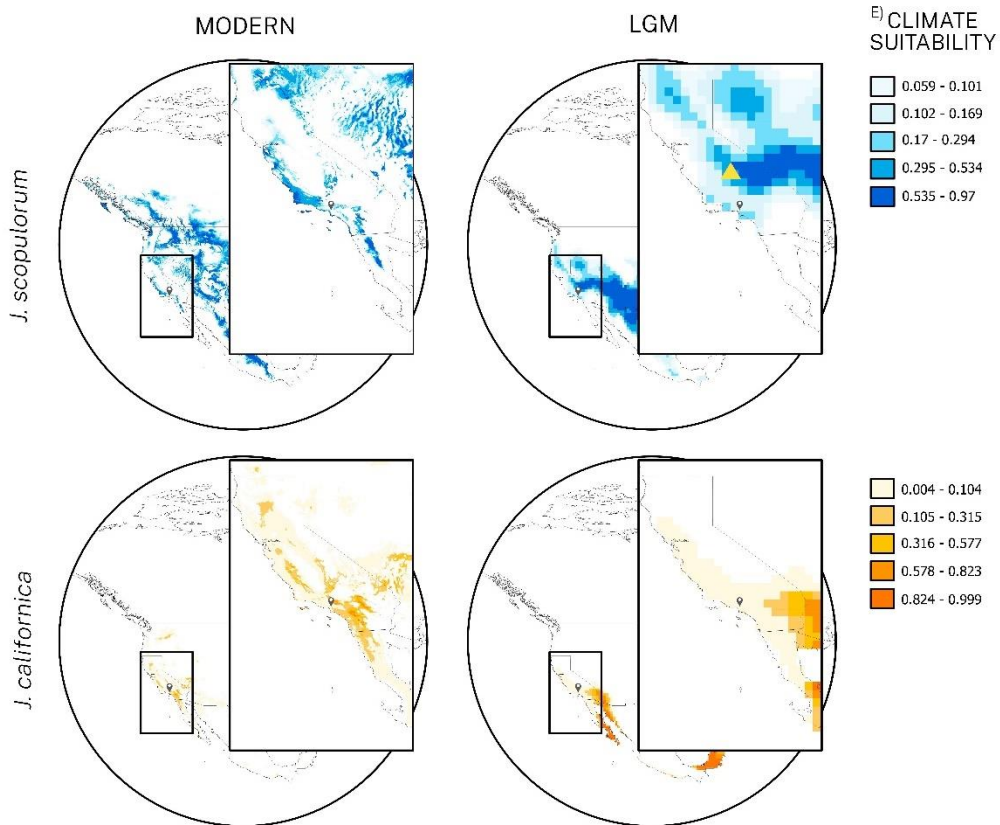 MODERN
LGM
E) CLIMATE
SUITABILITY
0.059 - 0.101
0.102 - 0.169
0.17 - 0.294
0.295 - 0.534
0.535 - 0.97
J. scopulorum
0.004 - 0.104
0.105 - 0.315
0.316 - 0.577
0.578 - 0.823
0.824 - 0.999
J. californica